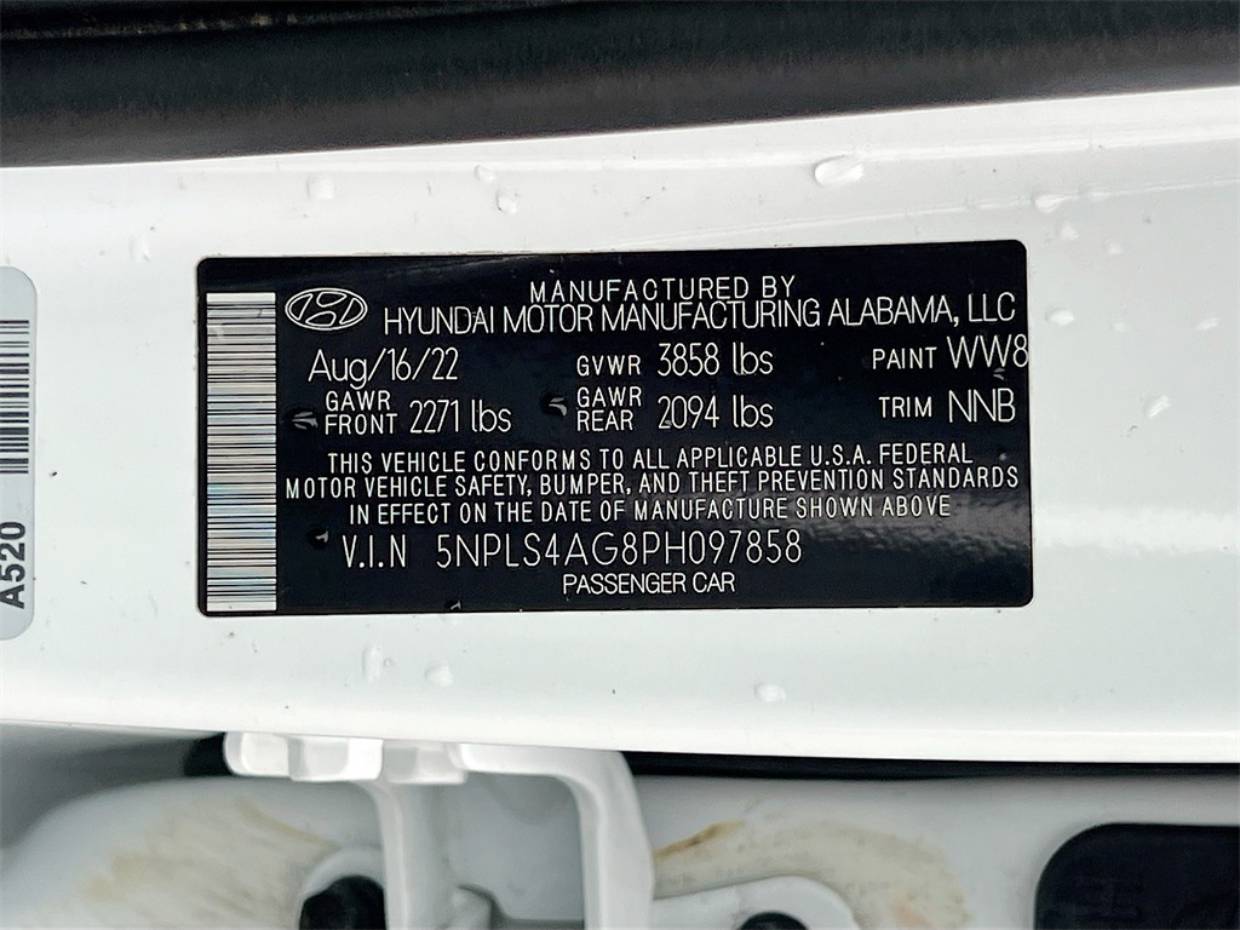 MANUFACTURED BY
HYUNDAI MOTOR MANUFACTURING ALABAMA, LLC
Aug/16/22 GVWR 3858 lbs PAINT WW8
GAWR FRONT 2271 lbs GAWR REAR 2094 lbs TRIM NNB
THIS VEHICLE CONFORMS TO ALL APPLICABLE U.S.A. FEDERAL
MOTOR VEHICLE SAFETY, BUMPER, AND THEFT PREVENTION STANDARDS
IN EFFECT ON THE DATE OF MANUFACTURE SHOWN ABOVE
V.I.N 5NPLS4AG8PH097858
PASSENGER CAR
A520